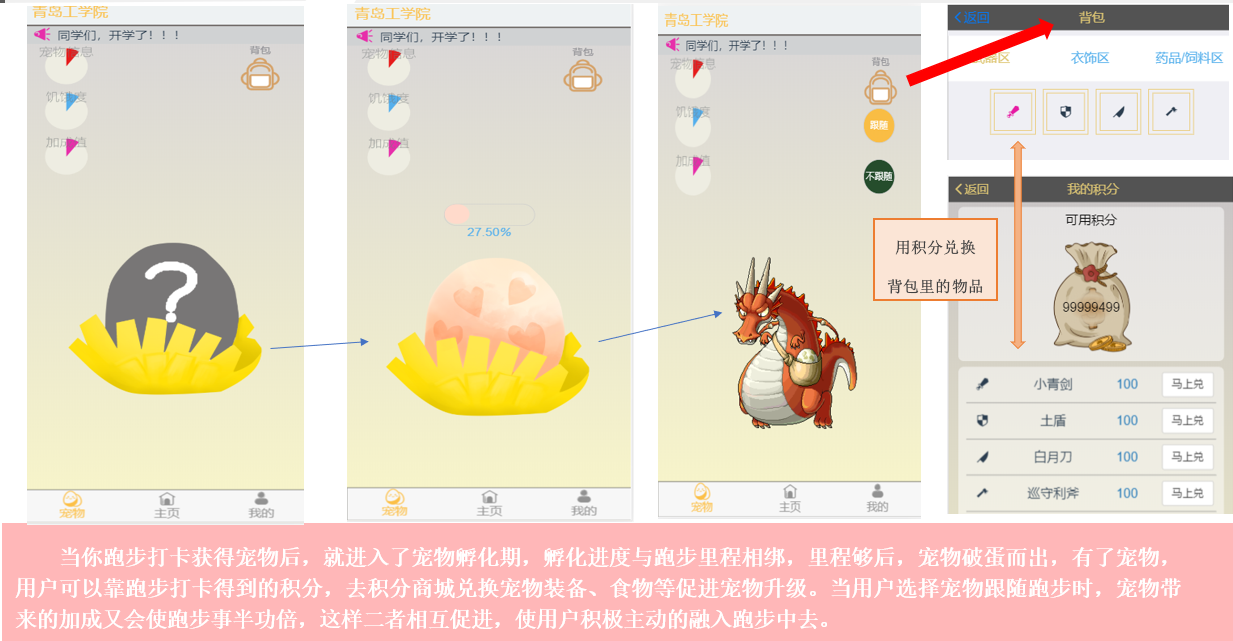 青岛工学院
同学们，开学了！！！
宠物信息
背包
饥饿度
加成值
宠物
主页
我的
青岛工学院
同学们，开学了！！！
宠物信息
背包
饥饿度
加成值
27.50%
宠物
主页
我的
青岛工学院
同学们，开学了！！！
宠物信息
背包
跟随
饥饿度
加成值
不跟随
宠物
主页
我的
返回
背包
衣饰区
药品/饲料区
用积分兑换
背包里的物品
返回
我的积分
可用积分
99999499
小青剑 100 马上兑
土盾 100 马上兑
白月刀 100 马上兑
巡守利斧 100 马上兑
当你跑步打卡获得宠物后，就进入了宠物孵化期，孵化进度与跑步里程相绑，里程够后，宠物破蛋而出，有了宠物，
用户可以靠跑步打卡得到的积分，去积分商城兑换宠物装备、食物等促进宠物升级。当用户选择宠物跟随跑步时，宠物带
来的加成又会使跑步事半功倍，这样二者相互促进，使用户积极主动的融入跑步中去。